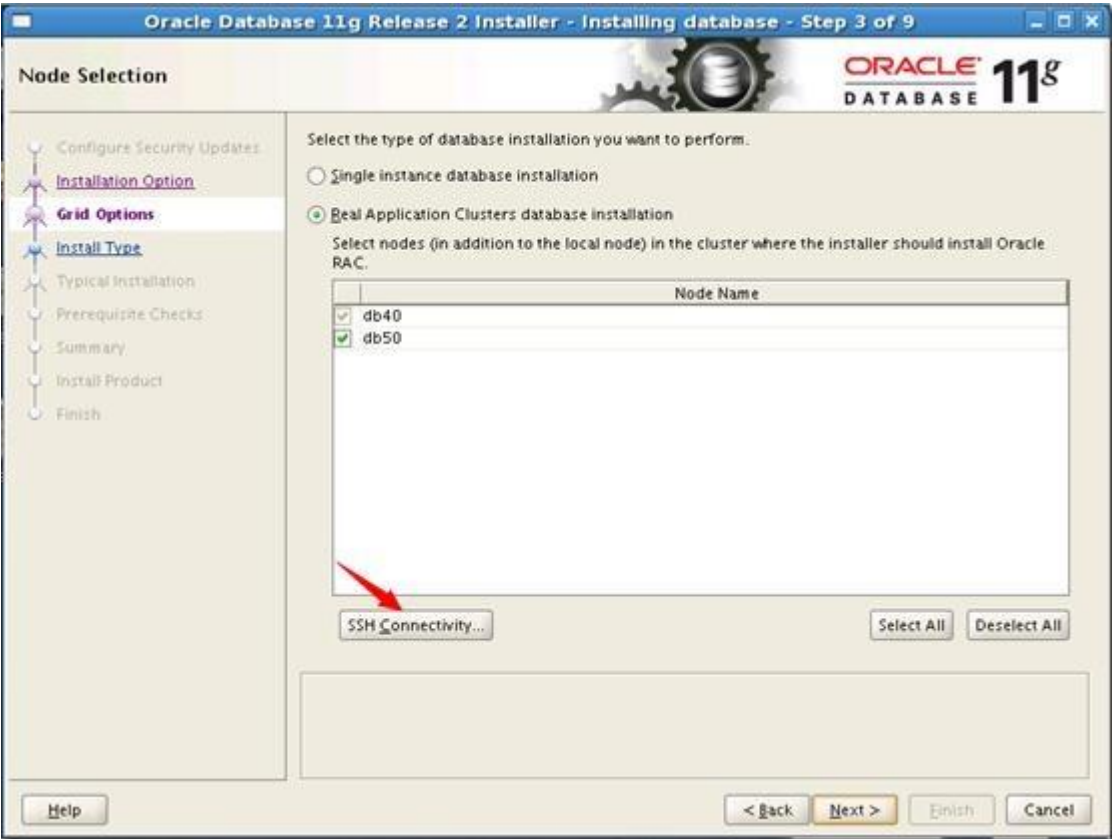 Oracle Database 11g Release 2 Installer - Installing database - Step 3 of 9
Node Selection
ORACLE 11g
DATABASE
Configure Security Updates
Installation Option
Grid Options
Install Type
Typical Installation
Prerequisite Checks
Summary
Install Product
Finish
Select the type of database installation you want to perform.
Single instance database installation
Real Application Clusters database installation
Select nodes (in addition to the local node) in the cluster where the installer should install Oracle
RAC.
Node Name
db40
db50
SSH Connectivity...
Select All
Deselect All
Help
< Back
Next >
Finish
Cancel